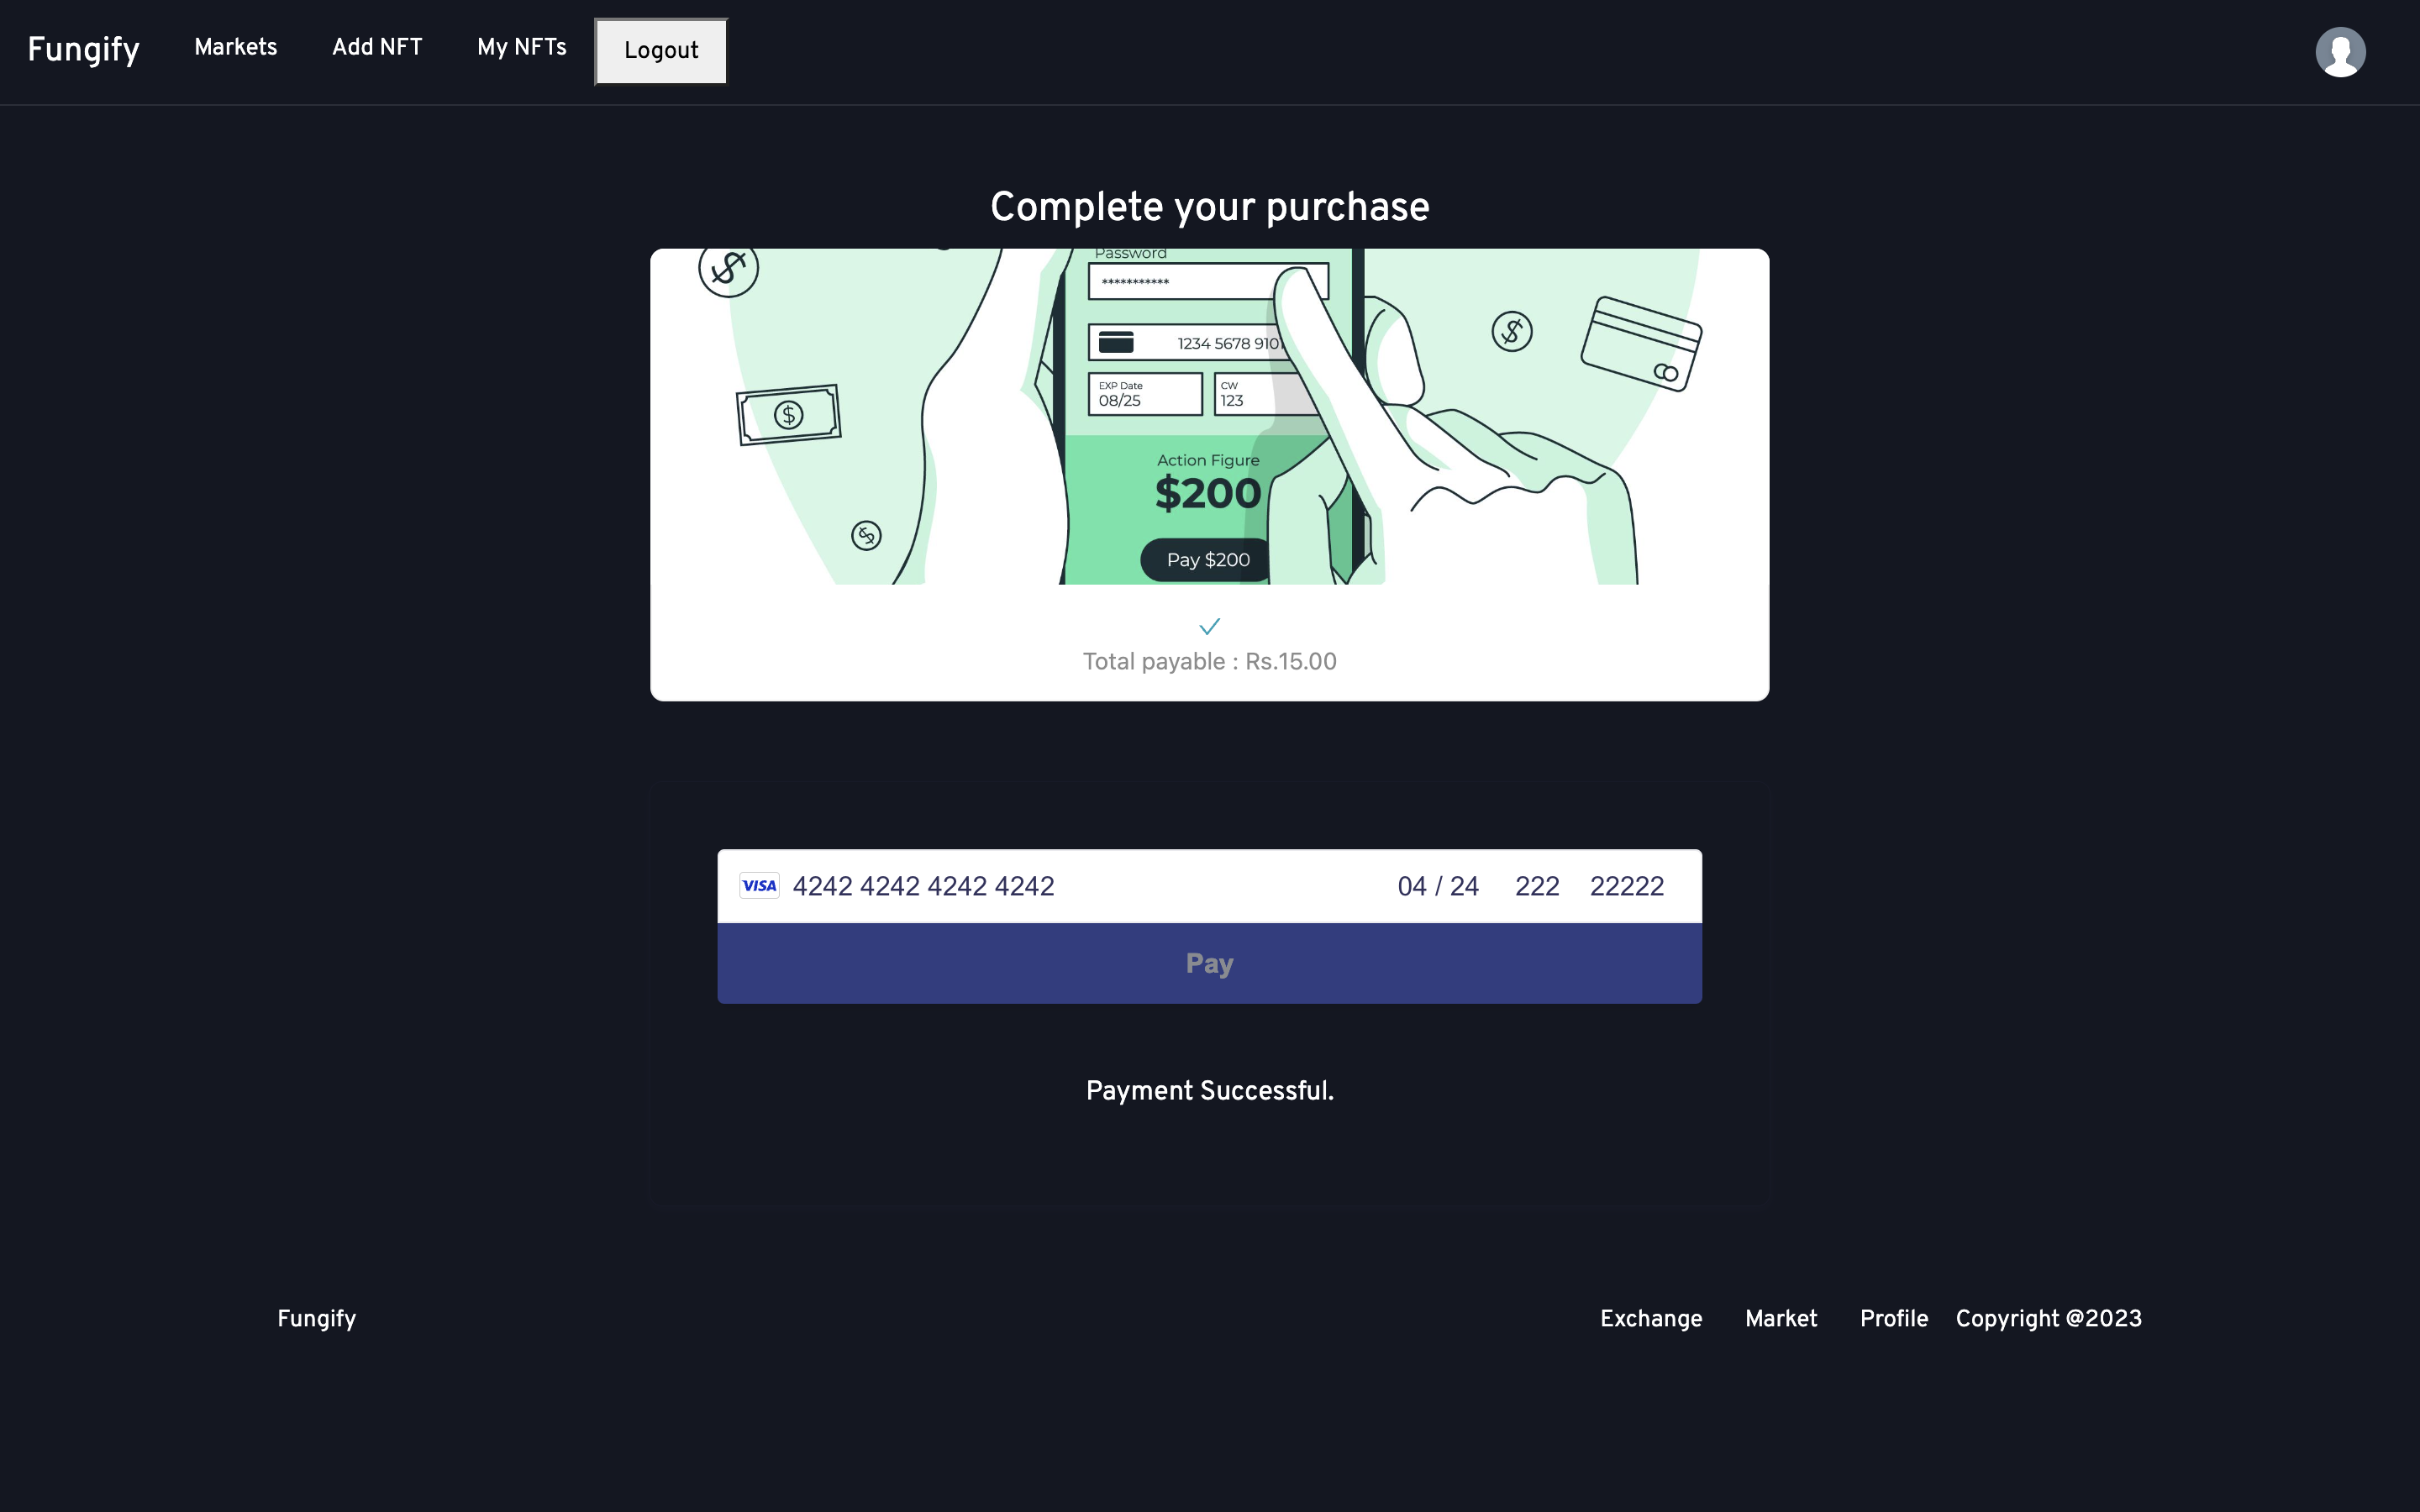 Fungify Markets Add NFT My NFTs Logout
Complete your purchase
Password
***********
1234 5678 910
EXP Date CW
08/25 123
Action Figure
$200
Pay $200
Total payable : Rs.15.00
VISA 4242 4242 4242 4242 04 / 24 222 22222
Pay
Payment Successful.
Fungify Exchange Market Profile Copyright @2023